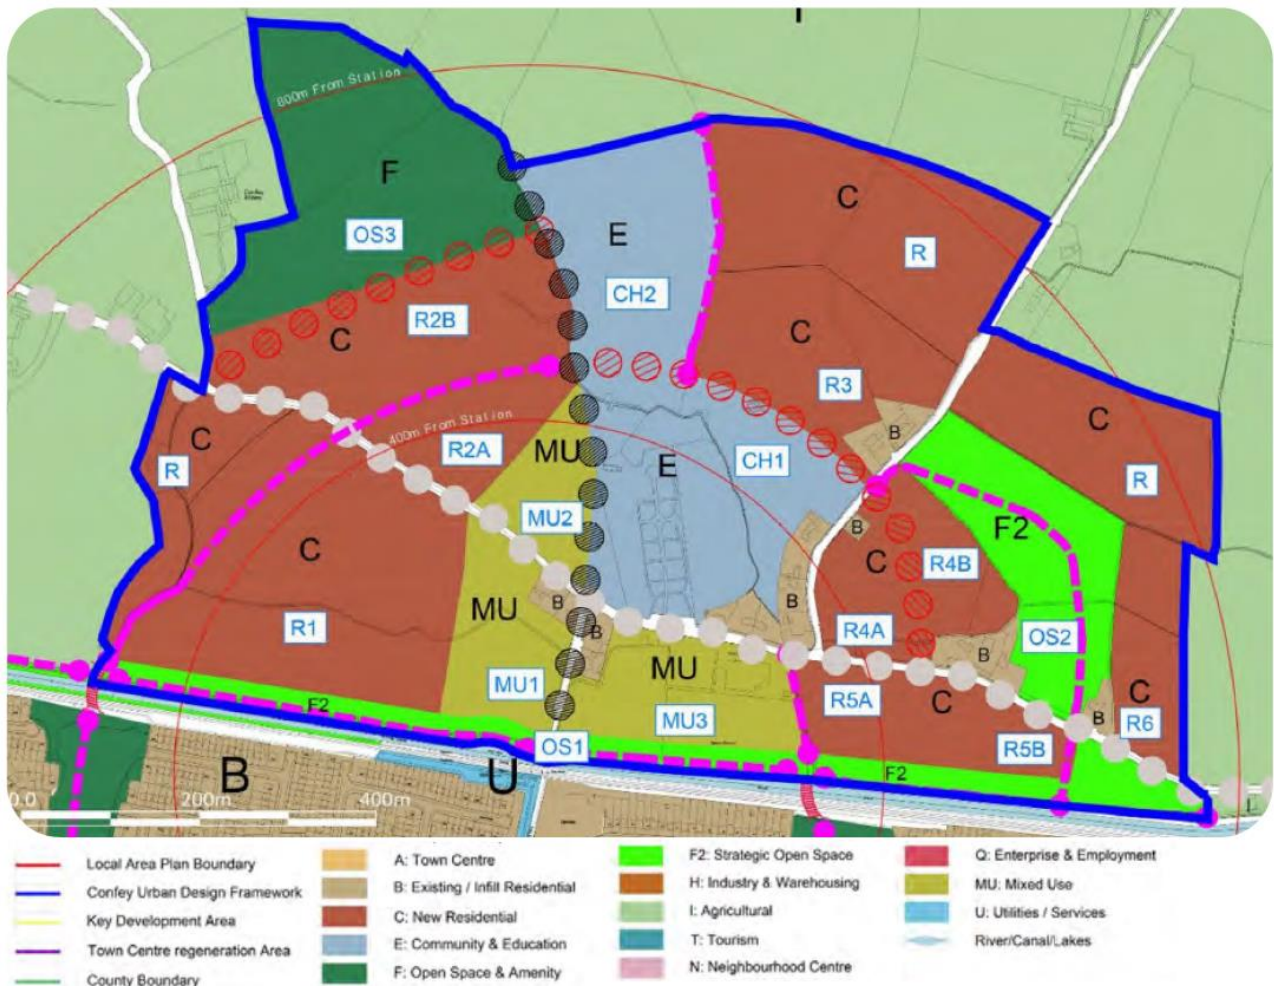 800m From Station
F
OS3
E
CH2
C
R
C
R2B
C
C
R3
400m From Station
C
R
R2A
MU
MU2
E
CH1
B
C
R
F2
B
C
R4B
C
R1
MU
B
B
B
R4A
OS2
B
MU1
MU
MU3
R5A
C
R5B
B
C
R6
F2
OS1
F2
B
U
0.0
200m
400m
Local Area Plan Boundary
Confey Urban Design Framework
Key Development Area
Town Centre regeneration Area
County Boundary
A: Town Centre
B: Existing / Infill Residential
C: New Residential
E: Community & Education
F: Open Space & Amenity
F2: Strategic Open Space
H: Industry & Warehousing
I: Agricultural
T: Tourism
N: Neighbourhood Centre
Q: Enterprise & Employment
MU: Mixed Use
U: Utilities / Services
River/Canal/Lakes